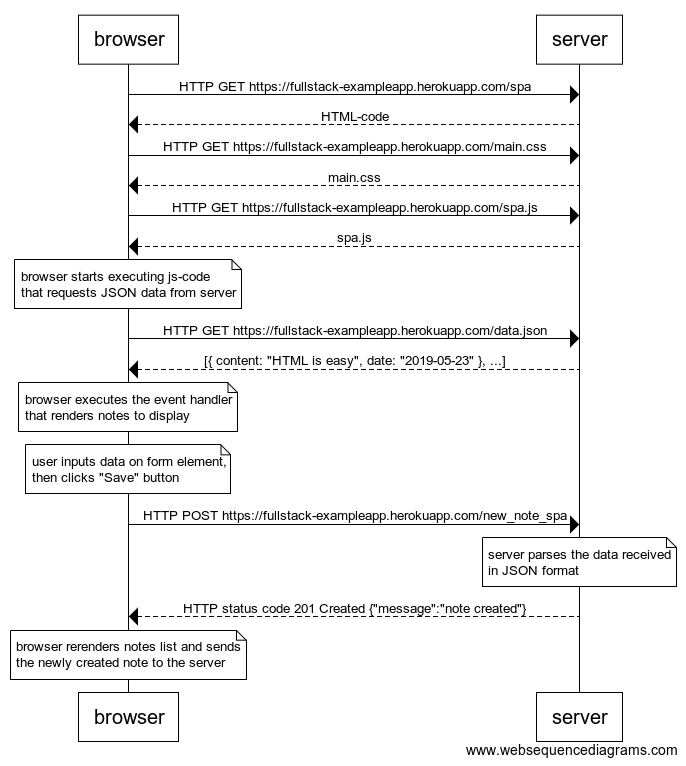 browser
server
HTTP GET https://fullstack-exampleapp.herokuapp.com/spa
HTML-code
HTTP GET https://fullstack-exampleapp.herokuapp.com/main.css
main.css
HTTP GET https://fullstack-exampleapp.herokuapp.com/spa.js
spa.js
browser starts executing js-code
that requests JSON data from server
HTTP GET https://fullstack-exampleapp.herokuapp.com/data.json
[{ content: "HTML is easy", date: "2019-05-23" }, ...]
browser executes the event handler
that renders notes to display
user inputs data on form element,
then clicks "Save" button
HTTP POST https://fullstack-exampleapp.herokuapp.com/new_note_spa
server parses the data received
in JSON format
HTTP status code 201 Created {"message":"note created"}
browser rerenders notes list and sends
the newly created note to the server
browser
server
www.websequencediagrams.com